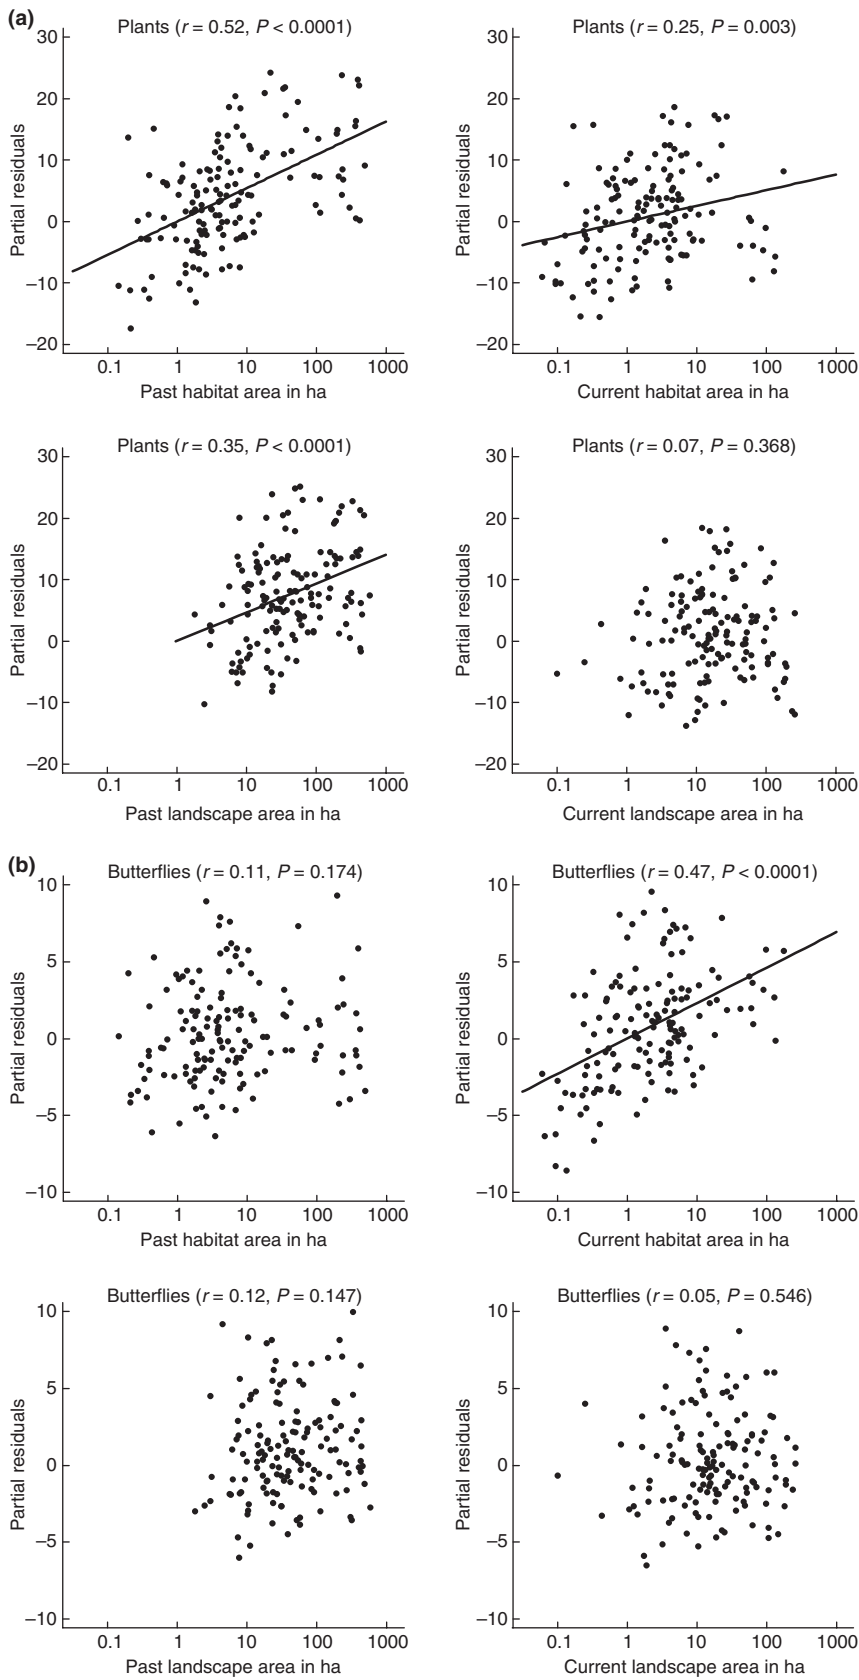 (a)
Plants (r = 0.52, P < 0.0001)
30
20
10
0
−10
−20
Partial residuals
0.1 1 10 100 1000
Past habitat area in ha
Plants (r = 0.25, P = 0.003)
30
20
10
0
−10
−20
Partial residuals
0.1 1 10 100 1000
Current habitat area in ha
Plants (r = 0.35, P < 0.0001)
30
20
10
0
−10
−20
Partial residuals
0.1 1 10 100 1000
Past landscape area in ha
Plants (r = 0.07, P = 0.368)
30
20
10
0
−10
−20
Partial residuals
0.1 1 10 100 1000
Current landscape area in ha
(b)
Butterflies (r = 0.11, P = 0.174)
10
5
0
−5
−10
Partial residuals
0.1 1 10 100 1000
Past habitat area in ha
Butterflies (r = 0.47, P < 0.0001)
10
5
0
−5
−10
Partial residuals
0.1 1 10 100 1000
Current habitat area in ha
Butterflies (r = 0.12, P = 0.147)
10
5
0
−5
−10
Partial residuals
0.1 1 10 100 1000
Past landscape area in ha
Butterflies (r = 0.05, P = 0.546)
10
5
0
−5
−10
Partial residuals
0.1 1 10 100 1000
Current landscape area in ha